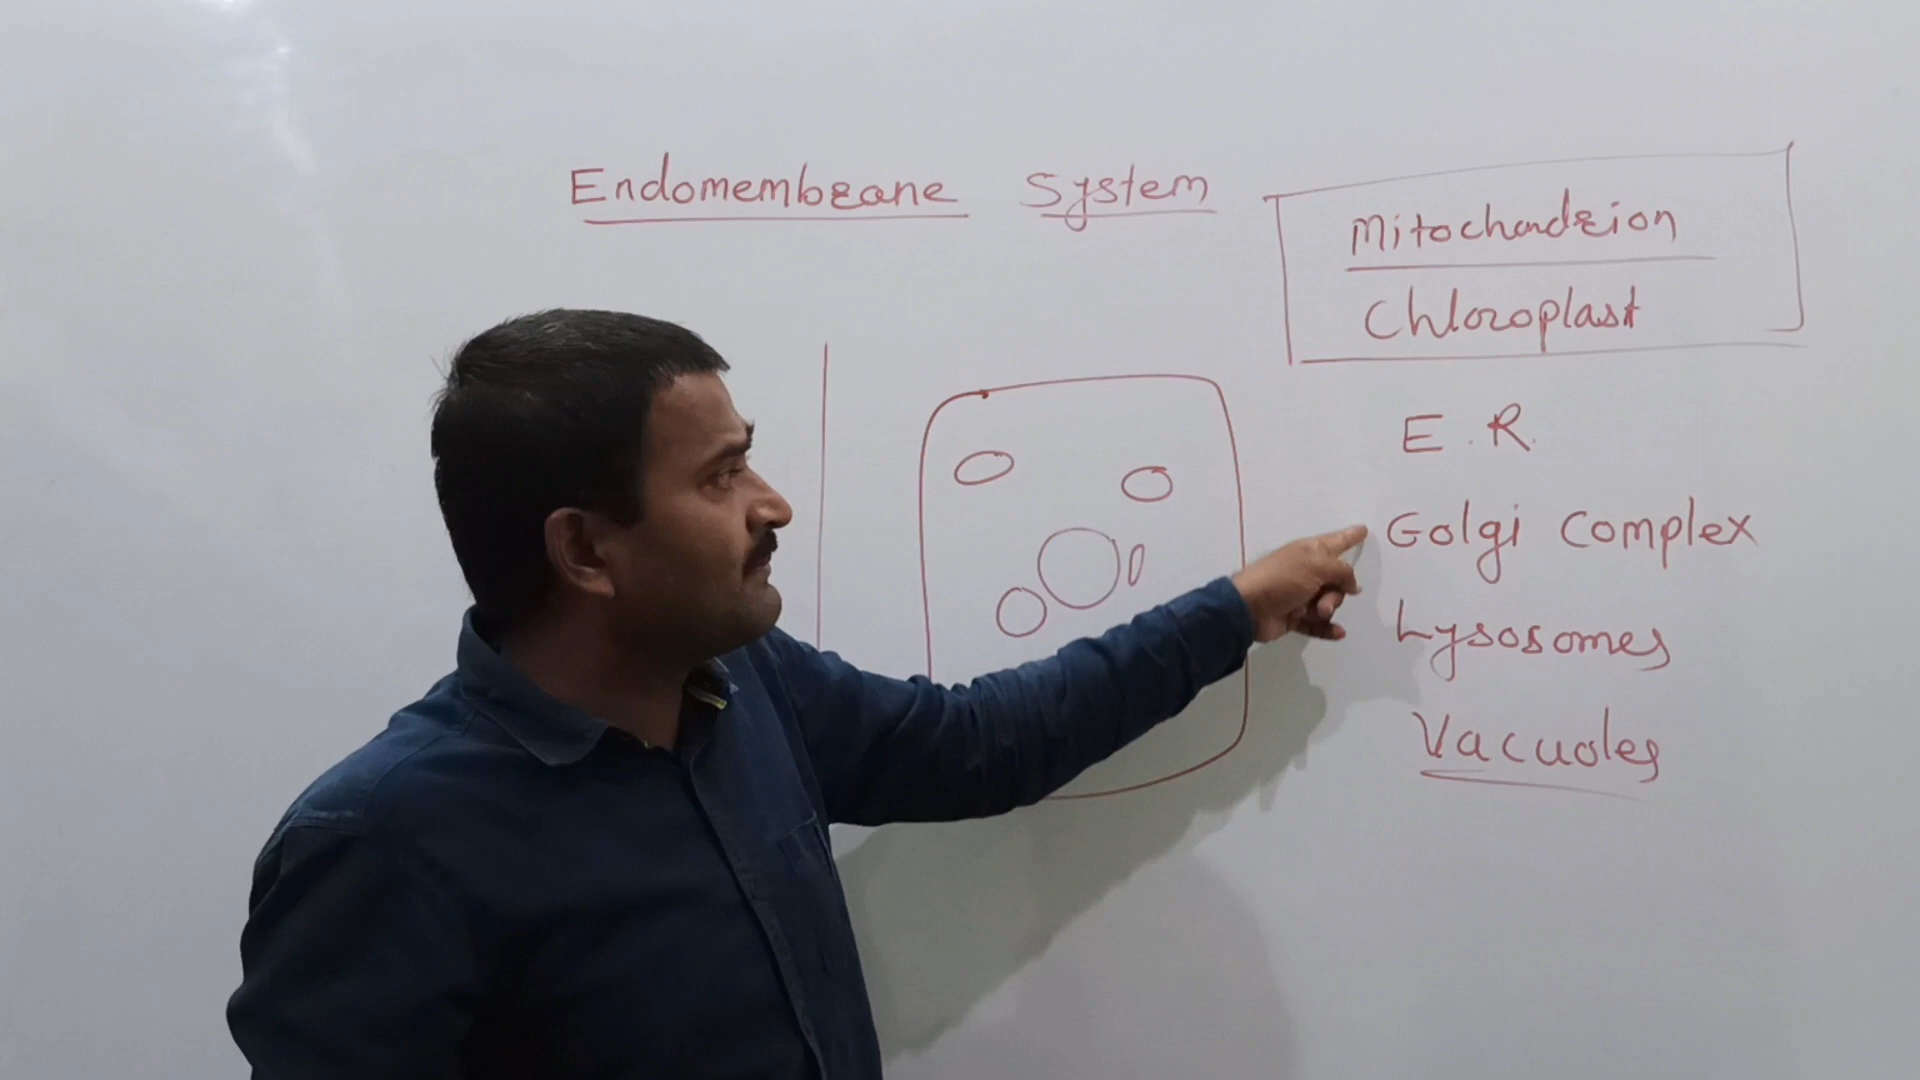 Endomembrane System
Mitochondrion
Chloroplast
E.R.
Golgi Complex
Lysosomes
Vacuoles